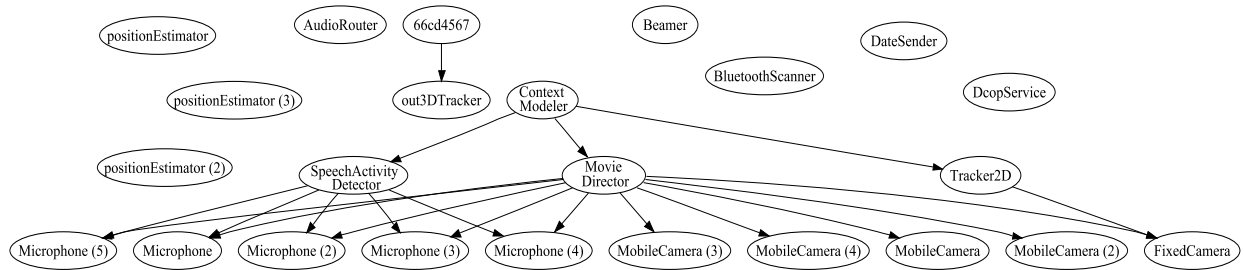 positionEstimator
AudioRouter
66cd4567
Beamer
DateSender
BluetoothScanner
positionEstimator (3)
out3DTracker
Context
Modeler
DcopService
positionEstimator (2)
SpeechActivity
Detector
Movie
Director
Tracker2D
Microphone (5)
Microphone
Microphone (2)
Microphone (3)
Microphone (4)
MobileCamera (3)
MobileCamera (4)
MobileCamera
MobileCamera (2)
FixedCamera